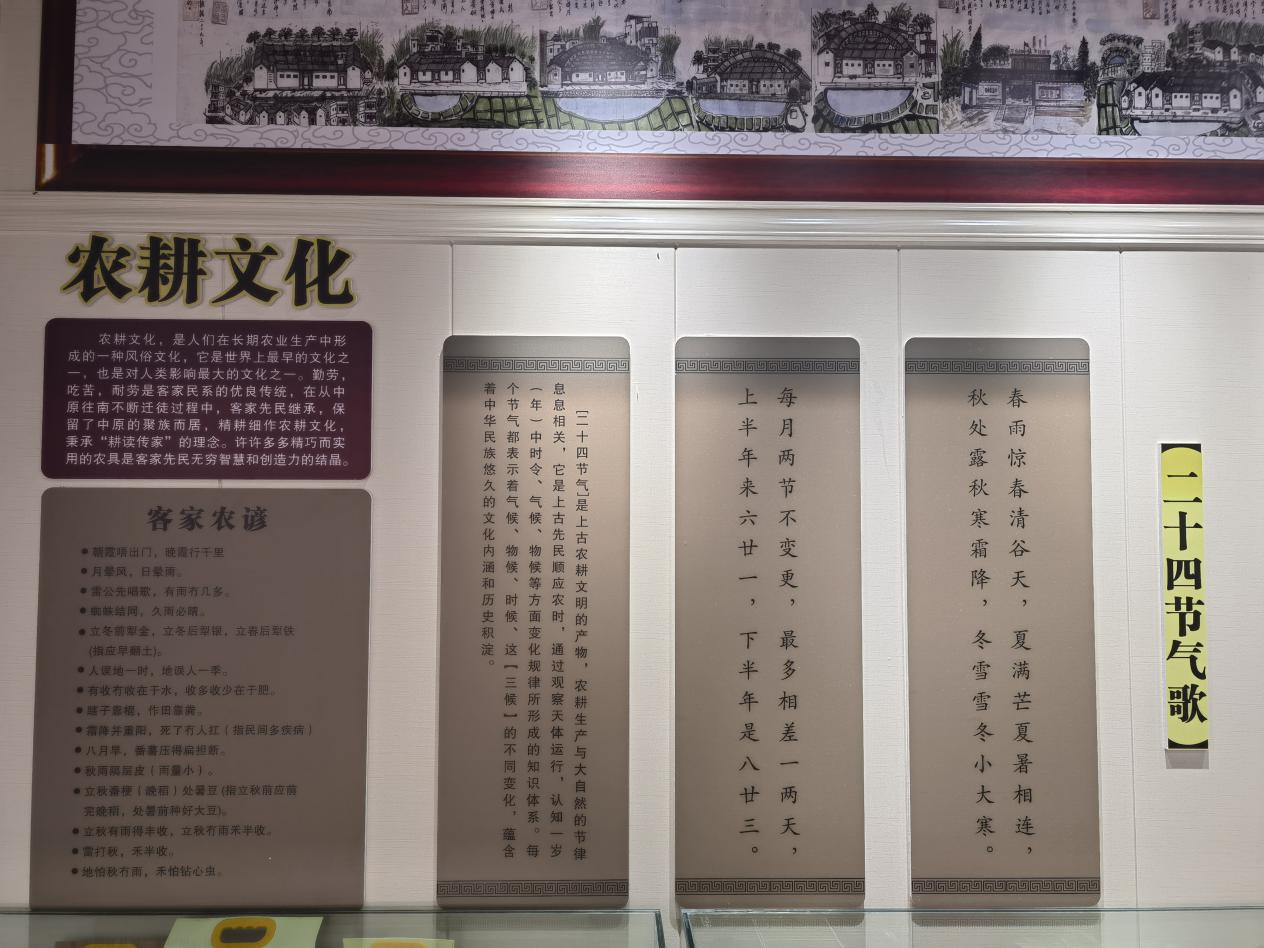 农耕文化
农耕文化，是人们在长期农业生产中形
成的一种风俗文化，它是世界上最早的文化之
一，也是对人类影响最大的文化之一。勤劳，
吃苦，耐劳是客家民系的优良传统，在从中
原往南不断迁徒过程中，客家先民继承，保
留了中原的聚族而居，精耕细作农耕文化，
秉承“耕读传家”的理念。许许多多精巧而实
用的农具是客家先民无穷智慧和创造力的结晶。
客家农谚
朝霞唔出门，晚霞行千里
月晕风，日晕雨。
雷公先唱歌，有雨冇几多。
蜘蛛结网，久雨必晴。
立冬前犁金，立冬后犁银，立春后犁铁
(指应早翻土)。
人误地一时，地误人一季。
有收冇收在于水，收多收少在于肥。
瞎子靠棍，作田靠粪。
霜降并重阳，死了冇人扛（指民间多疾病）
八月旱，番薯压得扁担断。
秋雨隔层皮（雨量小）。
立秋番梗（晚稻）处暑豆(指立秋前应莳
完晚稻，处暑前种好大豆)。
立秋有雨得丰收，立秋冇雨禾半收。
雷打秋，禾半收。
地怕秋冇雨，禾怕钻心虫。
（二十四节气歌）
春雨惊春清谷天，夏满芒夏暑相连，
秋处露秋寒霜降，冬雪雪冬小大寒。
每月两节不变更，最多相差一两天，
上半年来六廿一，下半年是八廿三。
[二十四节气]是上古农耕文明的产物，农耕生产与大自然的节律
息息相关，它是上古先民顺应农时，通过观察天体运行，认知一岁
（年）中时令、气候、物候等方面变化规律所形成的知识体系。每
个节气都表示着气候、物候、时候、这【三候】的不同变化，蕴含
着中华民族悠久的文化内涵和历史积淀。